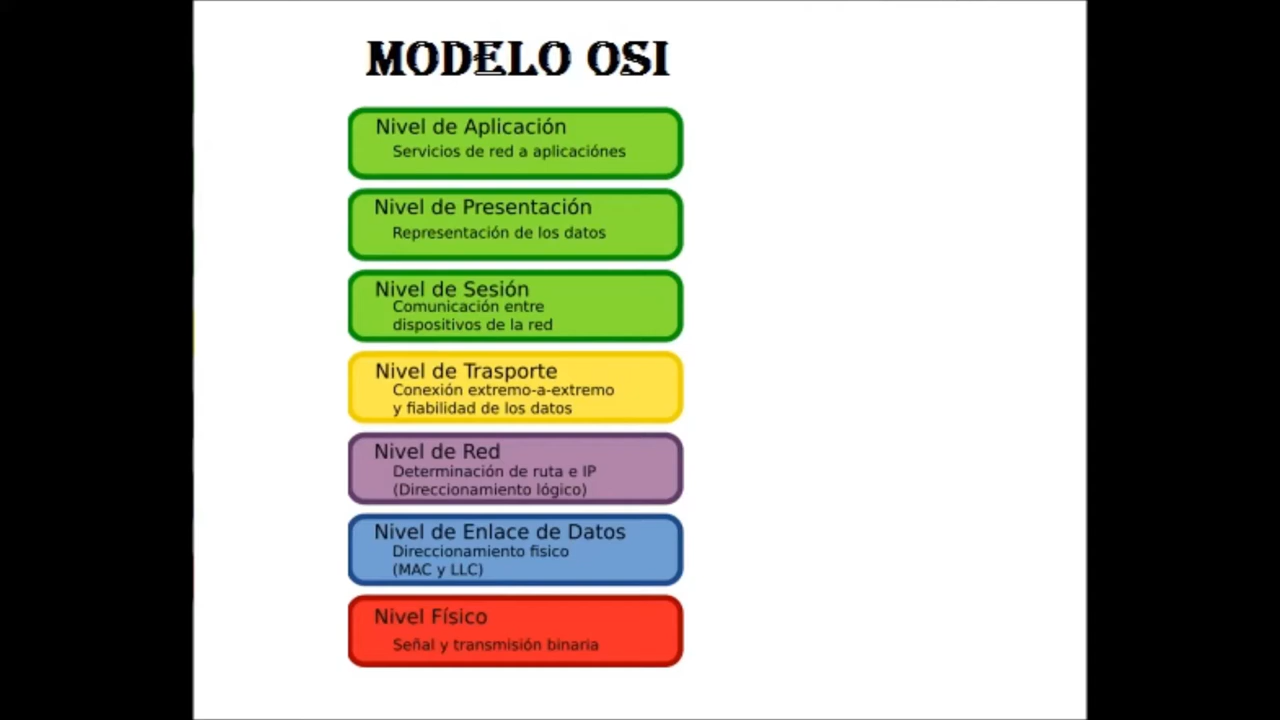 MODELO OSI
Nivel de Aplicación
Servicios de red a aplicaciónes
Nivel de Presentación
Representación de los datos
Nivel de Sesión
Comunicación entre
dispositivos de la red
Nivel de Trasporte
Conexión extremo-a-extremo
y fiabilidad de los datos
Nivel de Red
Determinación de ruta e IP
(Direccionamiento lógico)
Nivel de Enlace de Datos
Direccionamiento fisico
(MAC y LLC)
Nivel Físico
Señal y transmisión binaria